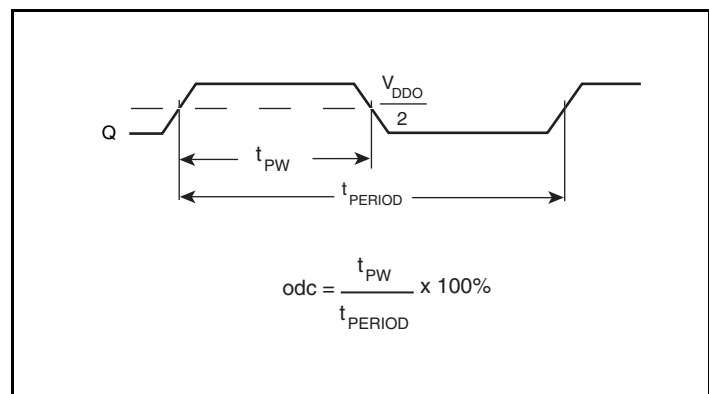 V_DDO
2
Q
t_PW
t_PERIOD
odc = t_PW / t_PERIOD x 100%